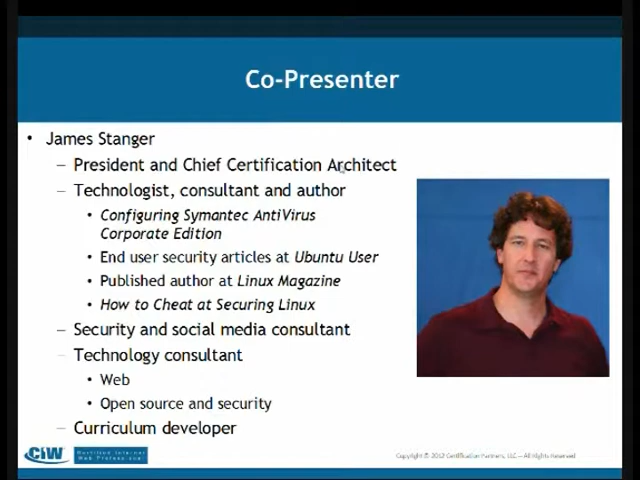 Co-Presenter
• James Stanger
– President and Chief Certification Architect
– Technologist, consultant and author
• Configuring Symantec AntiVirus
Corporate Edition
• End user security articles at Ubuntu User
• Published author at Linux Magazine
• How to Cheat at Securing Linux
– Security and social media consultant
– Technology consultant
• Web
• Open source and security
– Curriculum developer
CIW Certified Internet
Web Professional
Copyright © 2012 Certification Partners, LLC -- All Rights Reserved